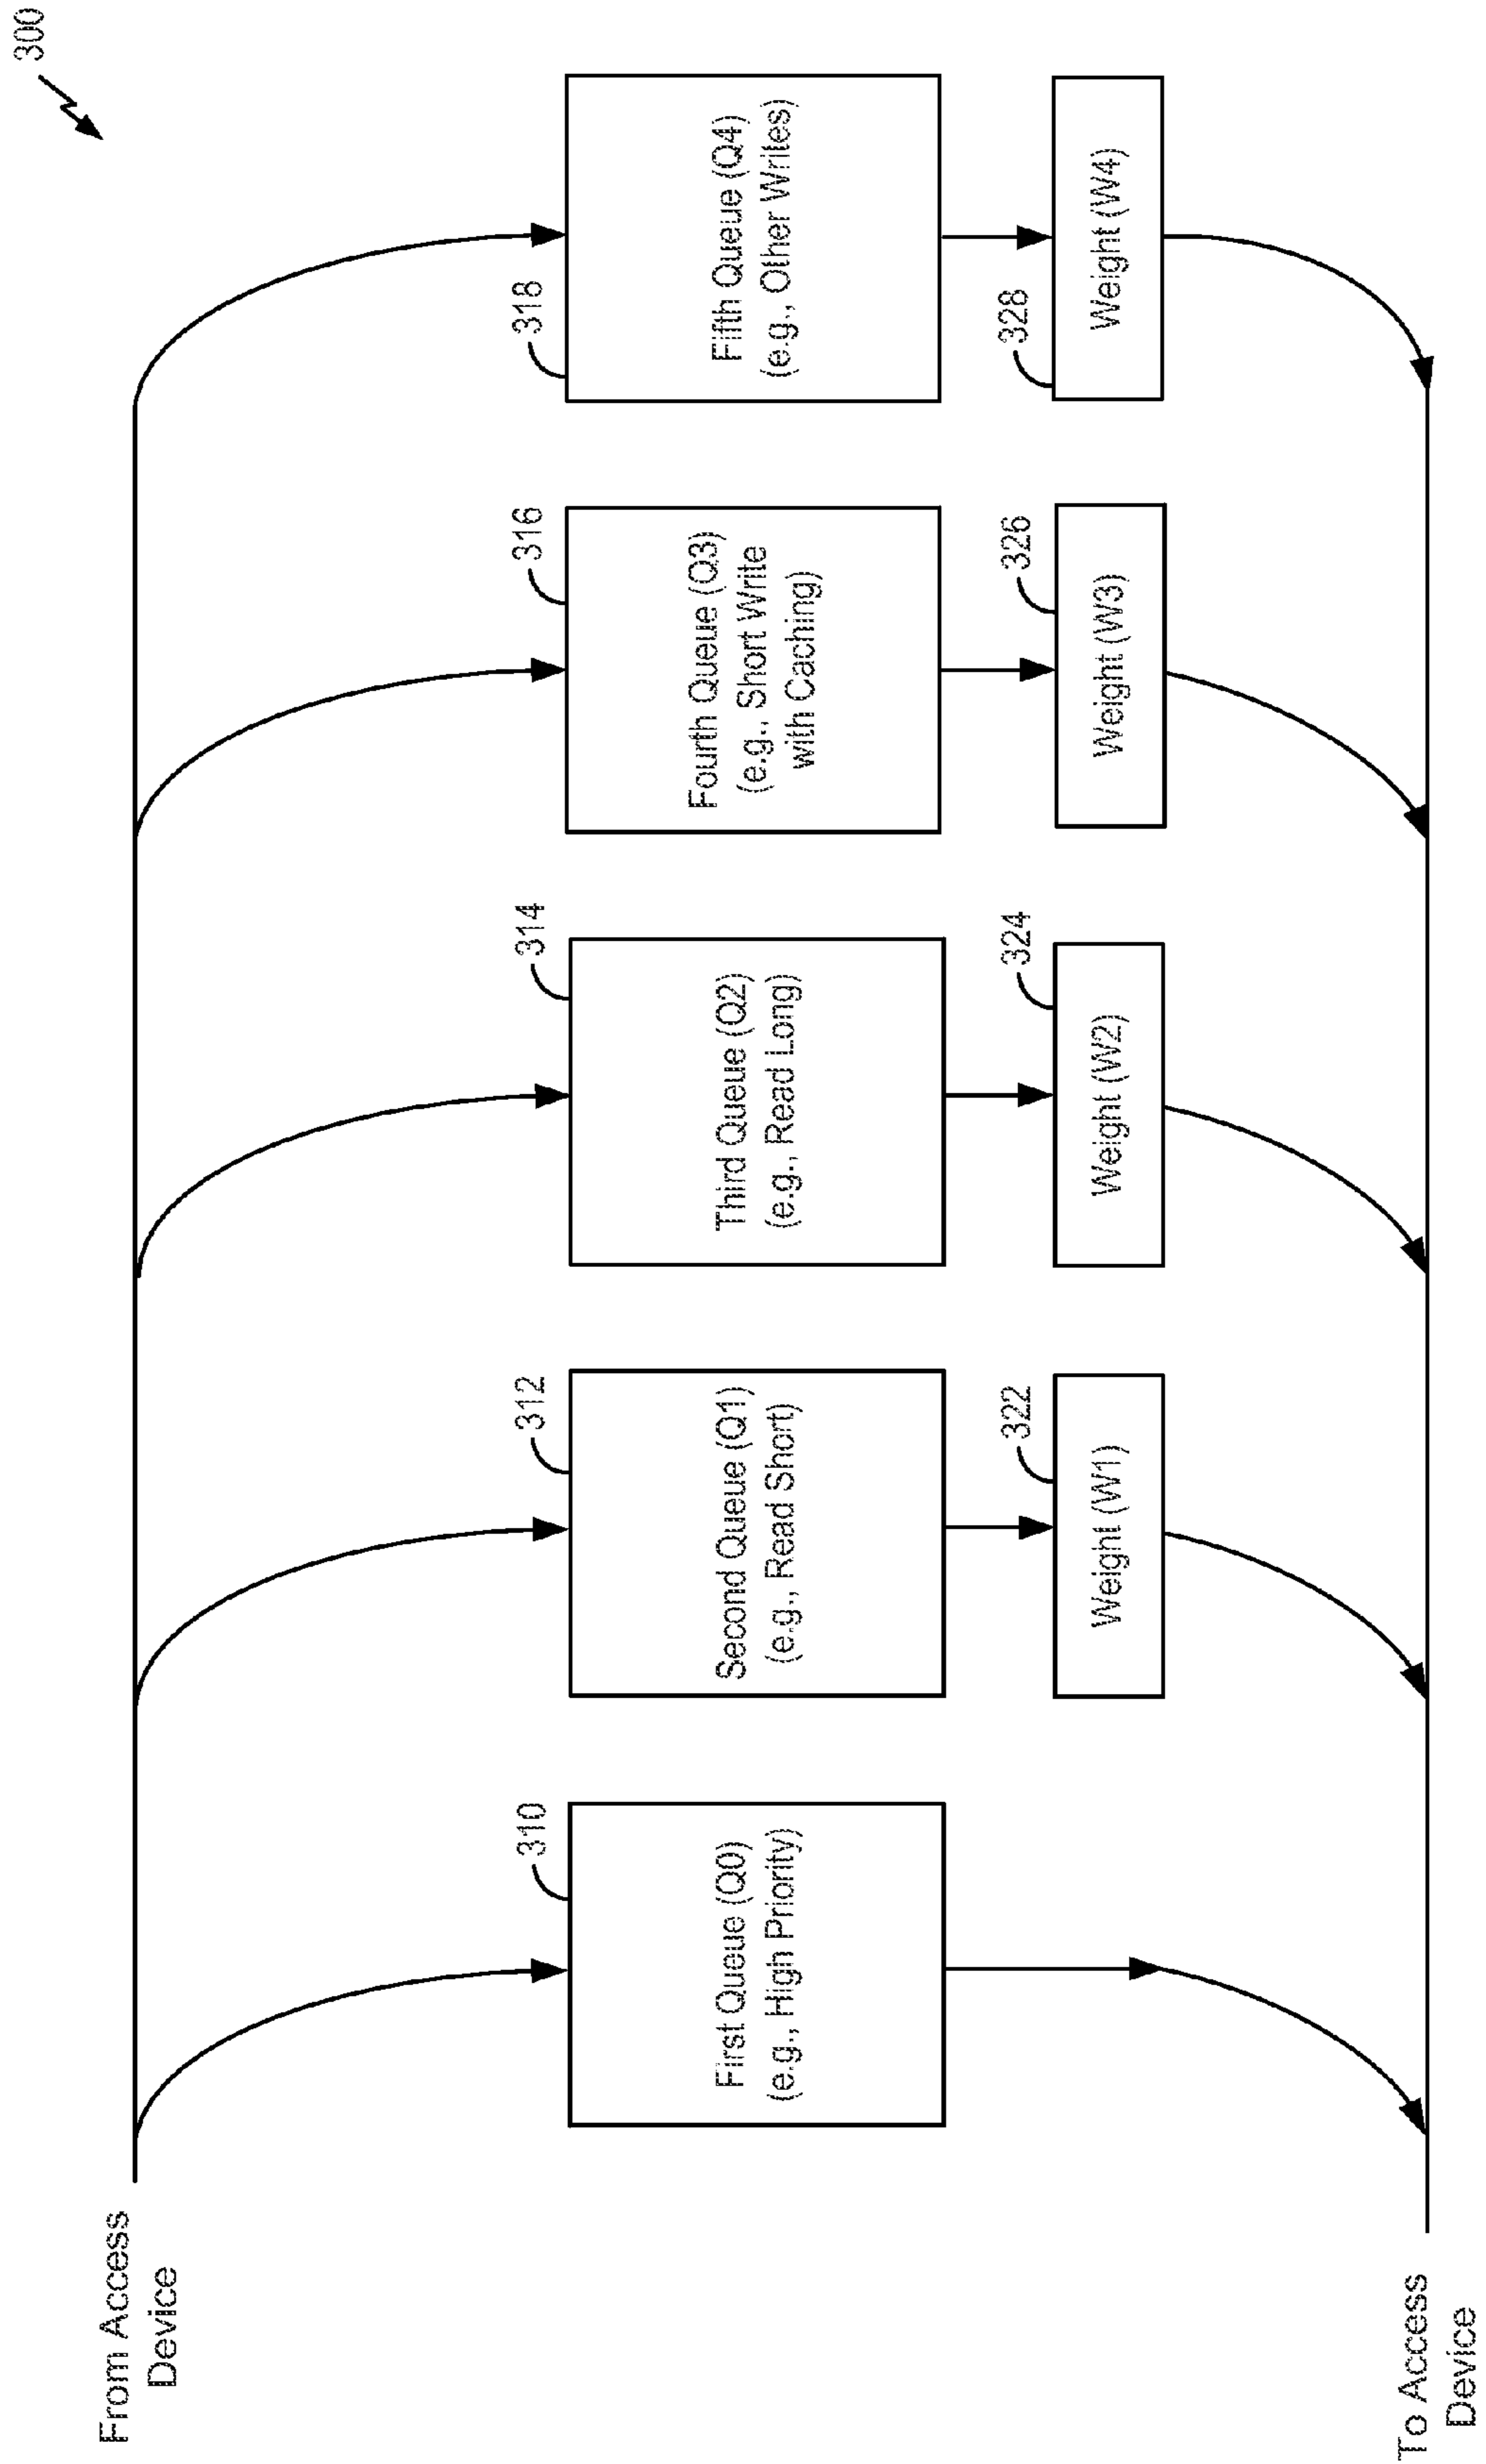 300
From Access
Device
310
First Queue (Q0)
(e.g., High Priority)
312
Second Queue (Q1)
(e.g., Read Short)
322
Weight (W1)
314
Third Queue (Q2)
(e.g., Read Long)
324
Weight (W2)
316
Fourth Queue (Q3)
(e.g., Short Write
with Caching)
326
Weight (W3)
318
Fifth Queue (Q4)
(e.g., Other Writes)
328
Weight (W4)
To Access
Device